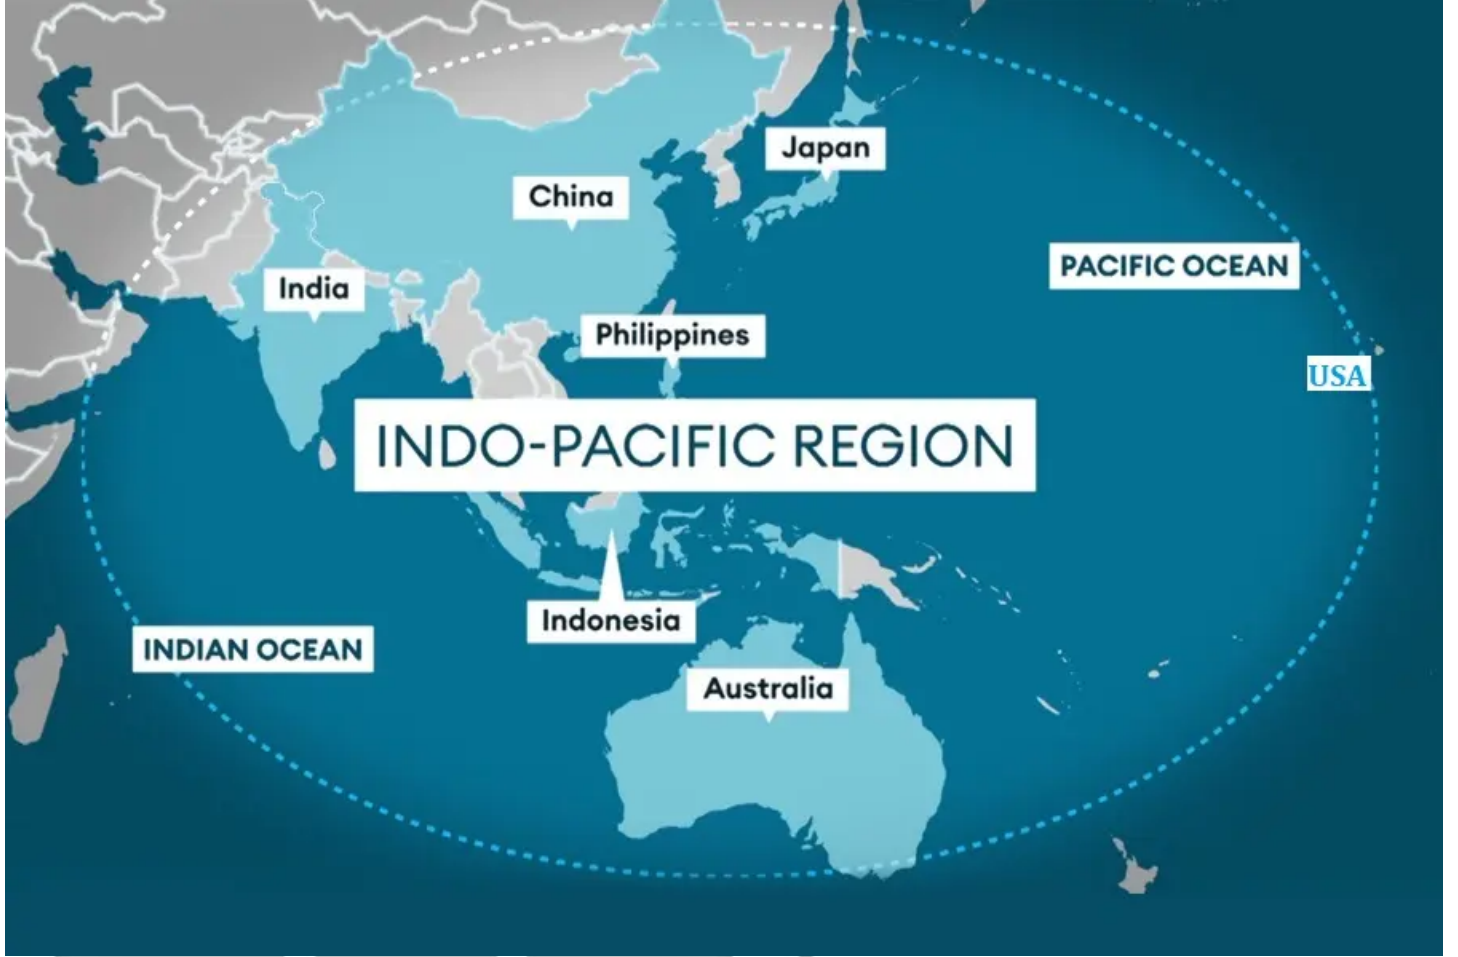 Japan
China
PACIFIC OCEAN
India
Philippines
USA
INDO-PACIFIC REGION
Indonesia
INDIAN OCEAN
Australia